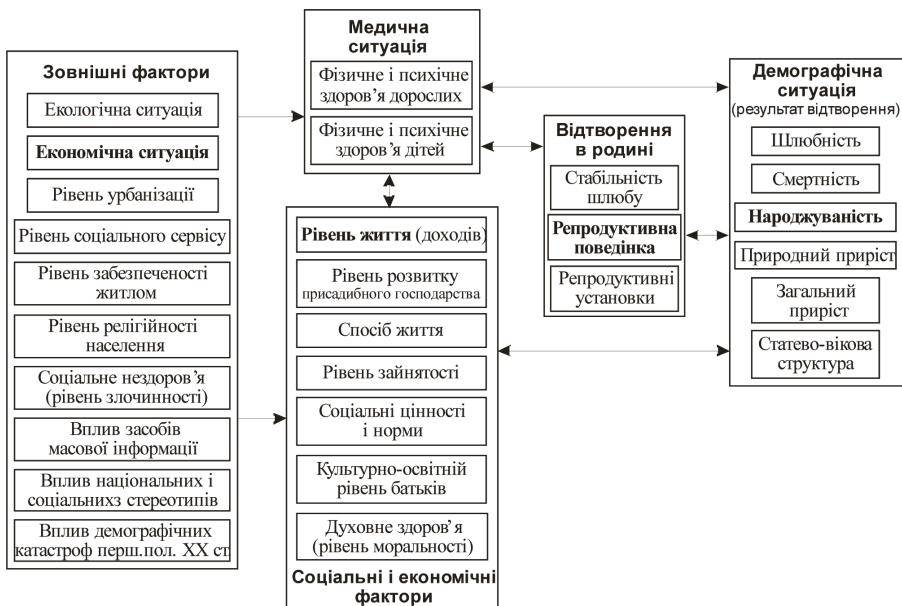 Зовнішні фактори
Екологічна ситуація
Економічна ситуація
Рівень урбанізації
Рівень соціального сервісу
Рівень забезпеченості
житлом
Рівень релігійності
населення
Соціальне нездоров’я
(рівень злочинності)
Вплив засобів
масової інформації
Вплив національних і
соціальнихз стереотипів
Вплив демографічних
катастроф перш.пол. XX ст.
Медична
ситуація
Фізичне і психічне
здоров’я дорослих
Фізичне і психічне
здоров’я дітей
Рівень життя (доходів)
Рівень розвитку
присадибного господарства
Спосіб життя
Рівень зайнятості
Соціальні цінності
і норми
Культурно-освітній
рівень батьків
Духовне здоров’я
(рівень моральності)
Соціальні і економічні
фактори
Відтворення
в родині
Стабільність
шлюбу
Репродуктивна
поведінка
Репродуктивні
установки
Демографічна
ситуація
(результат відтворення)
Шлюбність
Смертність
Народжуваність
Природний приріст
Загальний
приріст
Статево-вікова
структура